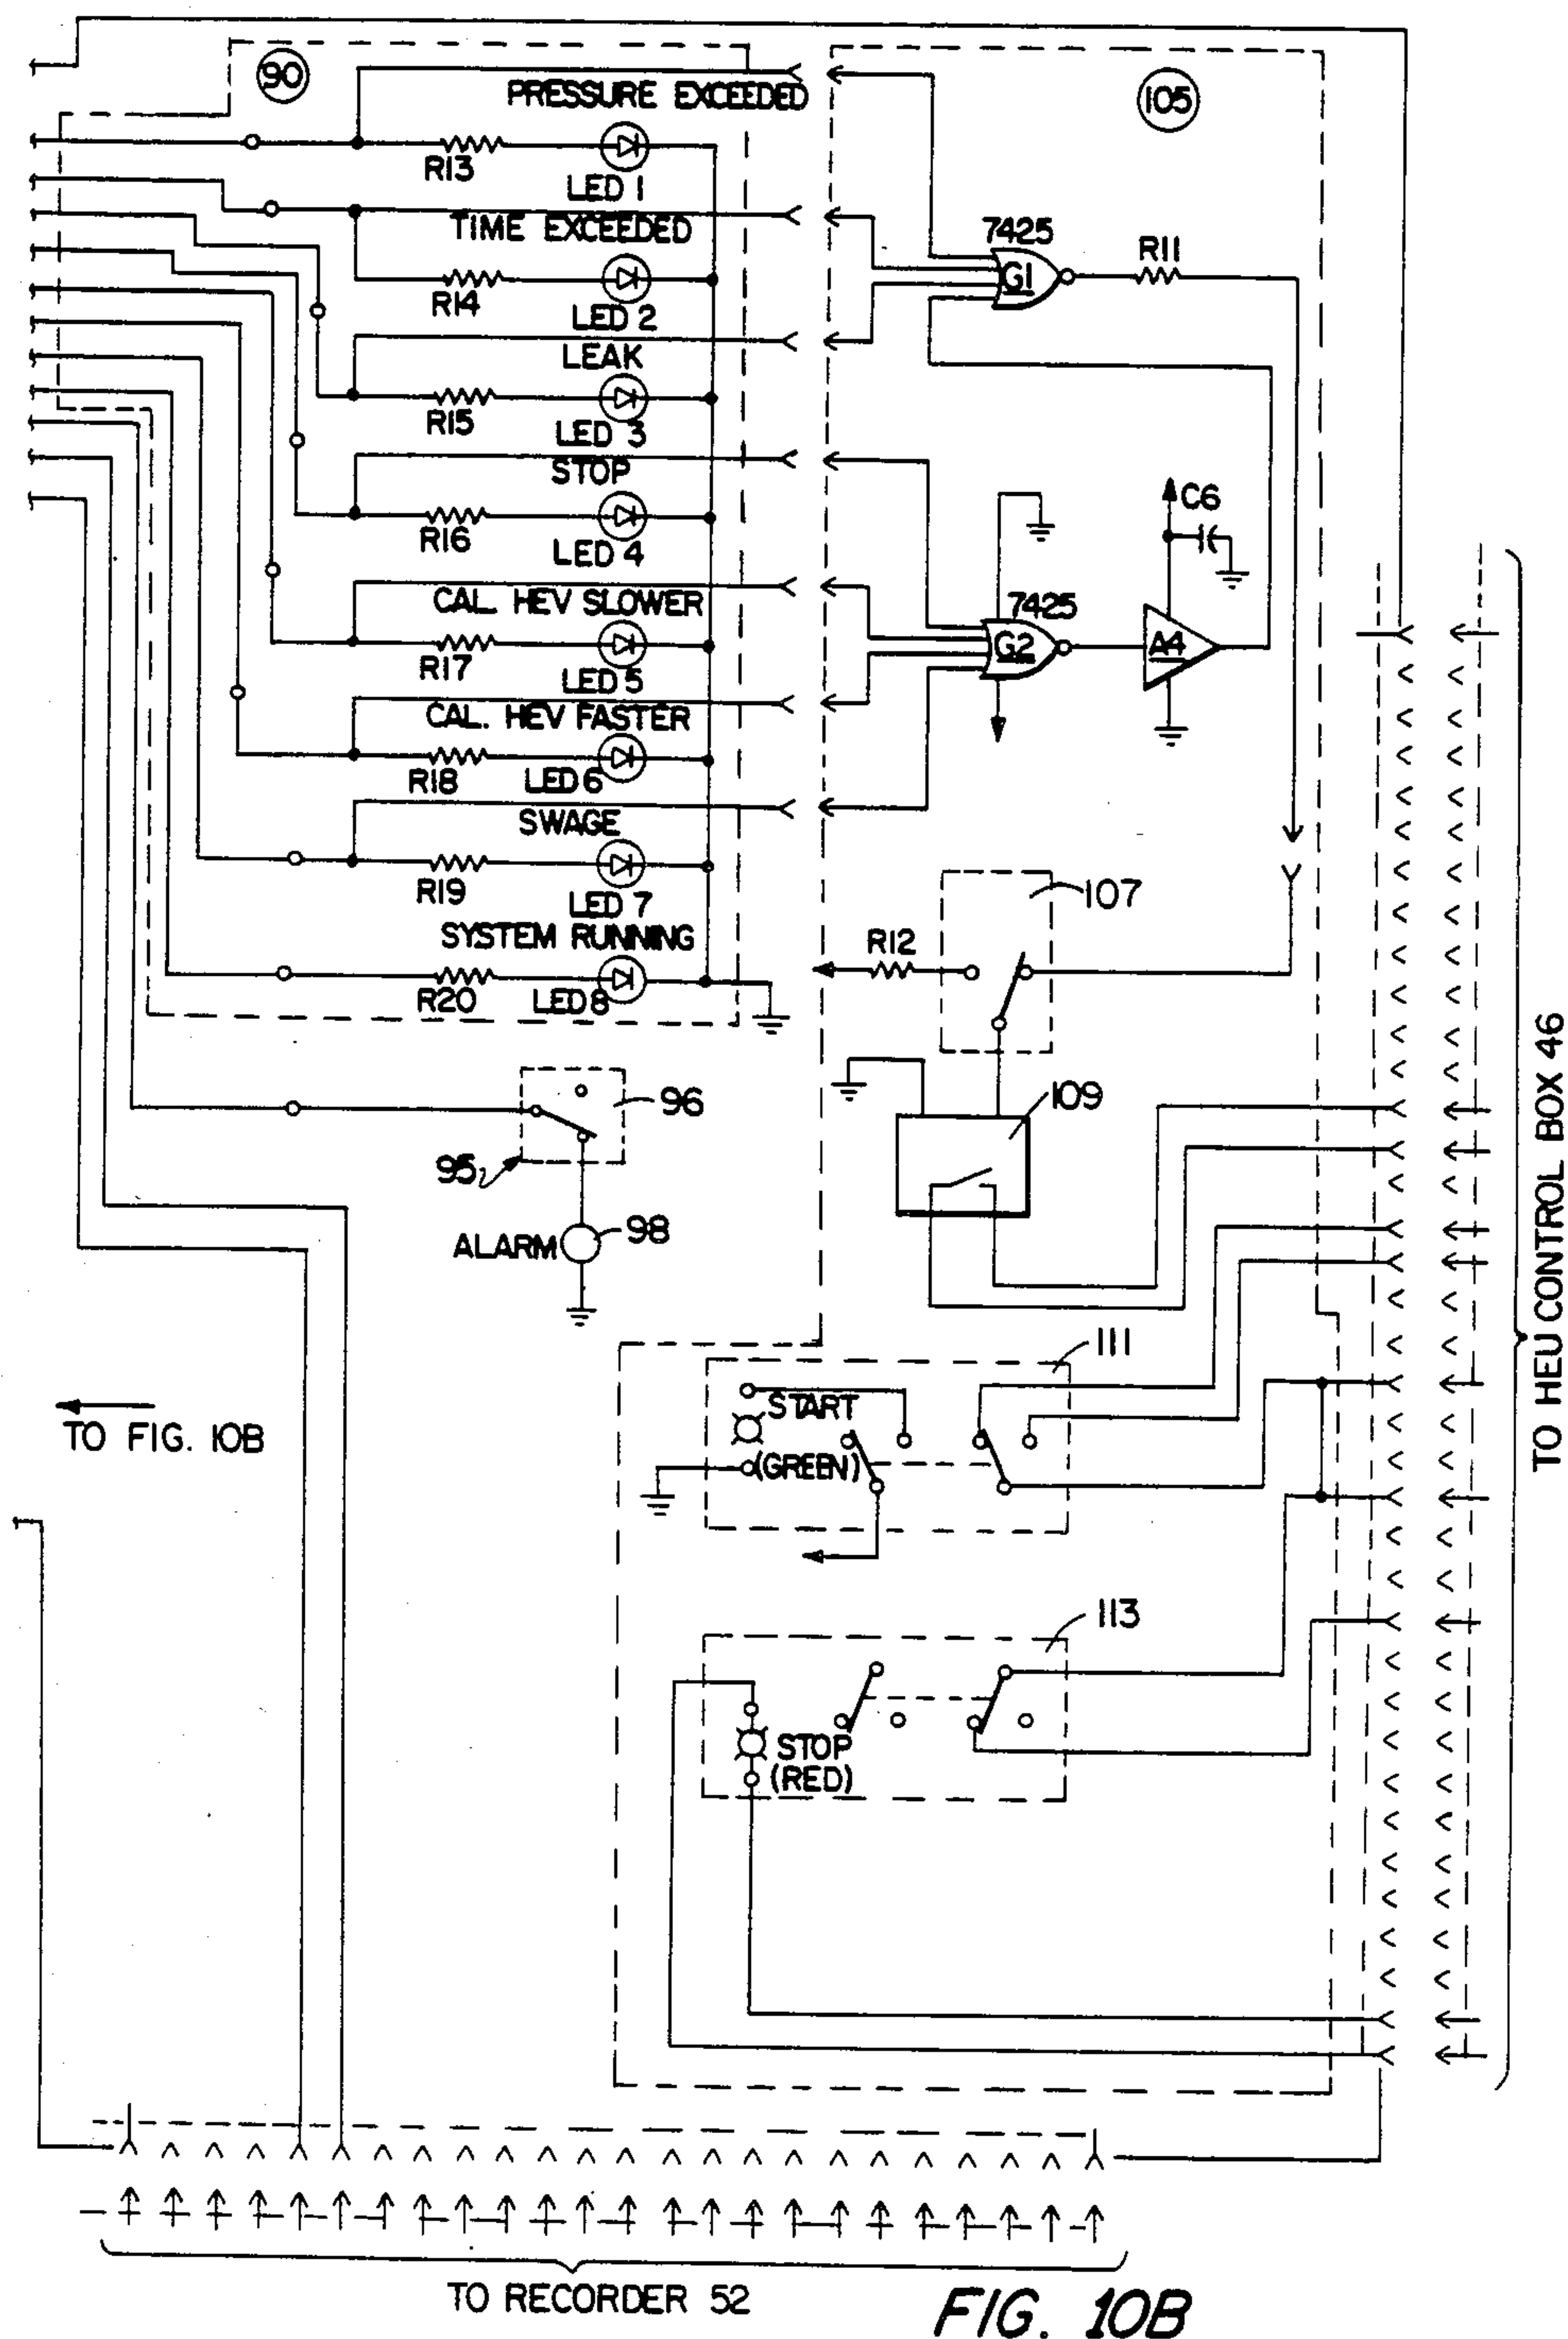 90
105
PRESSURE EXCEEDED
R13
LED 1
TIME EXCEEDED
7425
R11
G1
R14
LED 2
LEAK
R15
LED 3
STOP
C6
R16
LED 4
CAL. HEV SLOWER
7425
G2
A4
R17
LED 5
CAL. HEV FASTER
R18
LED 6
SWAGE
R19
LED 7
107
SYSTEM RUNNING
R12
R20
LED 8
96
109
95
ALARM
98
TO HEU CONTROL BOX 46
111
START
(GREEN)
TO FIG. 10B
113
STOP
(RED)
TO RECORDER 52
FIG. 10B